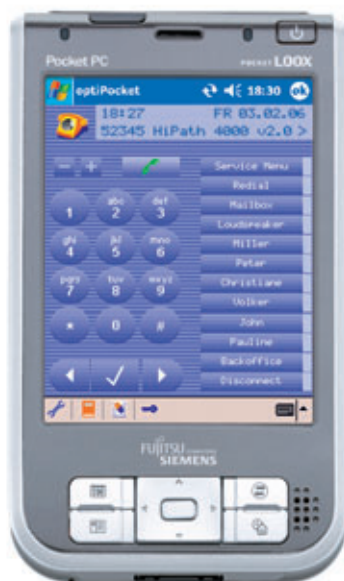 Pocket PC POCKET LOOX
optiPocket 18:30 ok
18:27 FR 03.02.06
52345 HiPath 4000 v2.0 >
- +
Service Menu
Redial
Mailbox
Loudspeaker
Miller
Peter
Christiane
Volker
John
Pauline
Backoffice
Disconnect
1 abc 2 def 3
ghi 4 jkl 5 mno 6
pqrs 7 tuv 8 wxyz 9
* 0 #
FUJITSU COMPUTERS
SIEMENS